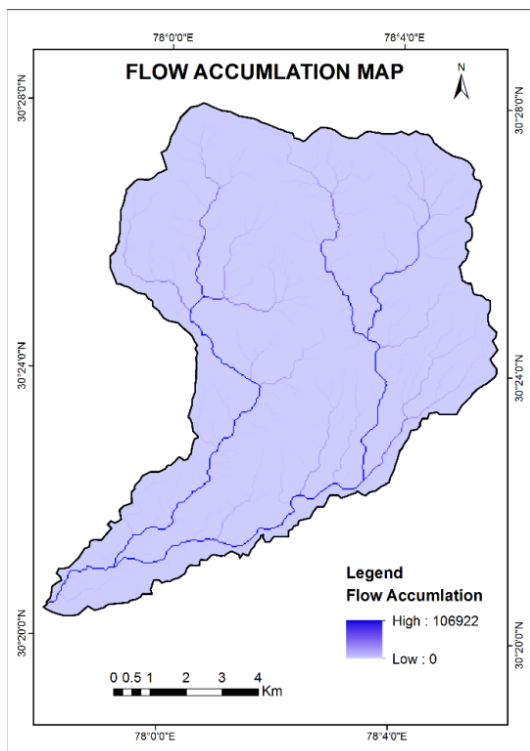 78°0'0"E 78°4'0"E
FLOW ACCUMLATION MAP
N
30°28'0"N 30°28'0"N
30°24'0"N 30°24'0"N
30°20'0"N 30°20'0"N
Legend
Flow Accumlation
High : 106922
Low : 0
0 0.5 1 2 3 4
Km
78°0'0"E 78°4'0"E